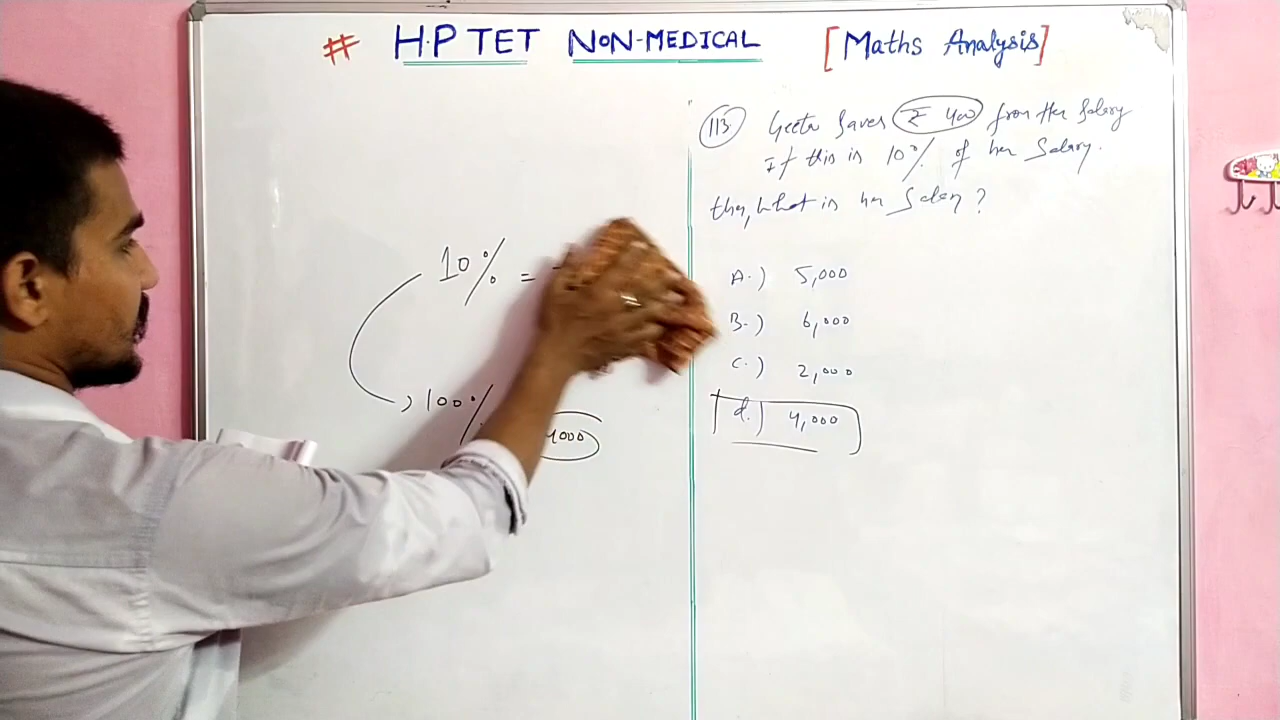 # H.P TET NON-MEDICAL [Maths Analysis]
113. Geeta Saves ₹ 400 from Her Salary
If this is 10% of her Salary.
then, What is her Salary ?
A.) 5,000
B.) 6,000
C.) 2,000
d.) 4,000
10% =
100%
4000